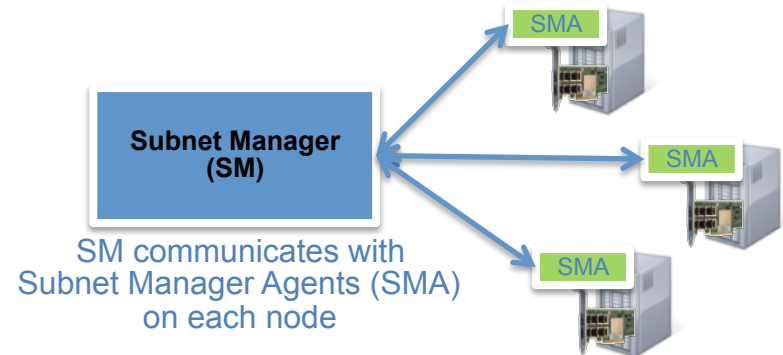 SMA
Subnet Manager
(SM)
SMA
SM communicates with
Subnet Manager Agents (SMA)
on each node
SMA